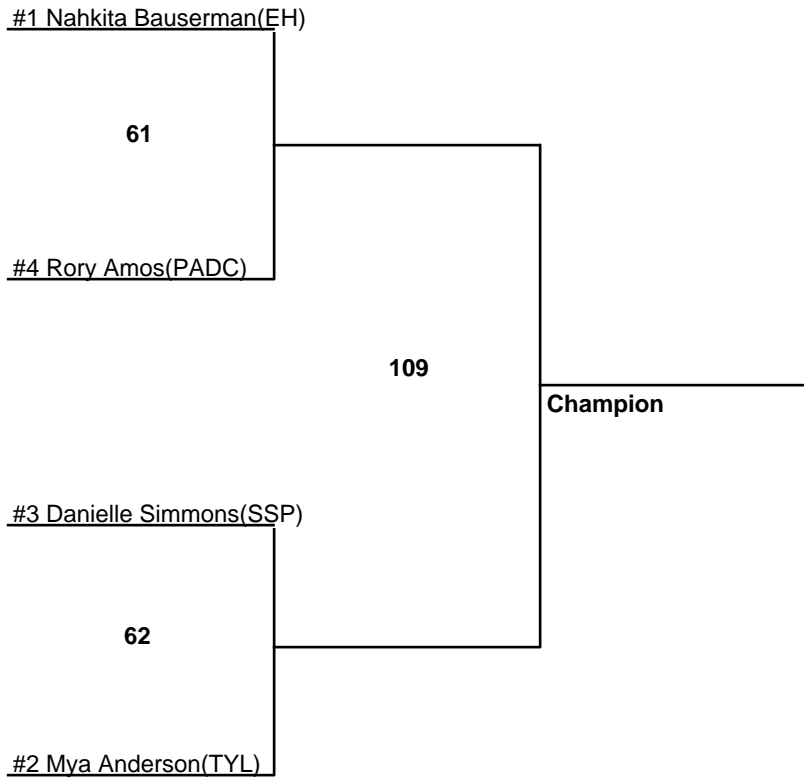 #1 Nahkita Bauserman(EH)
61
#4 Rory Amos(PADC)
109
Champion
#3 Danielle Simmons(SSP)
62
#2 Mya Anderson(TYL)